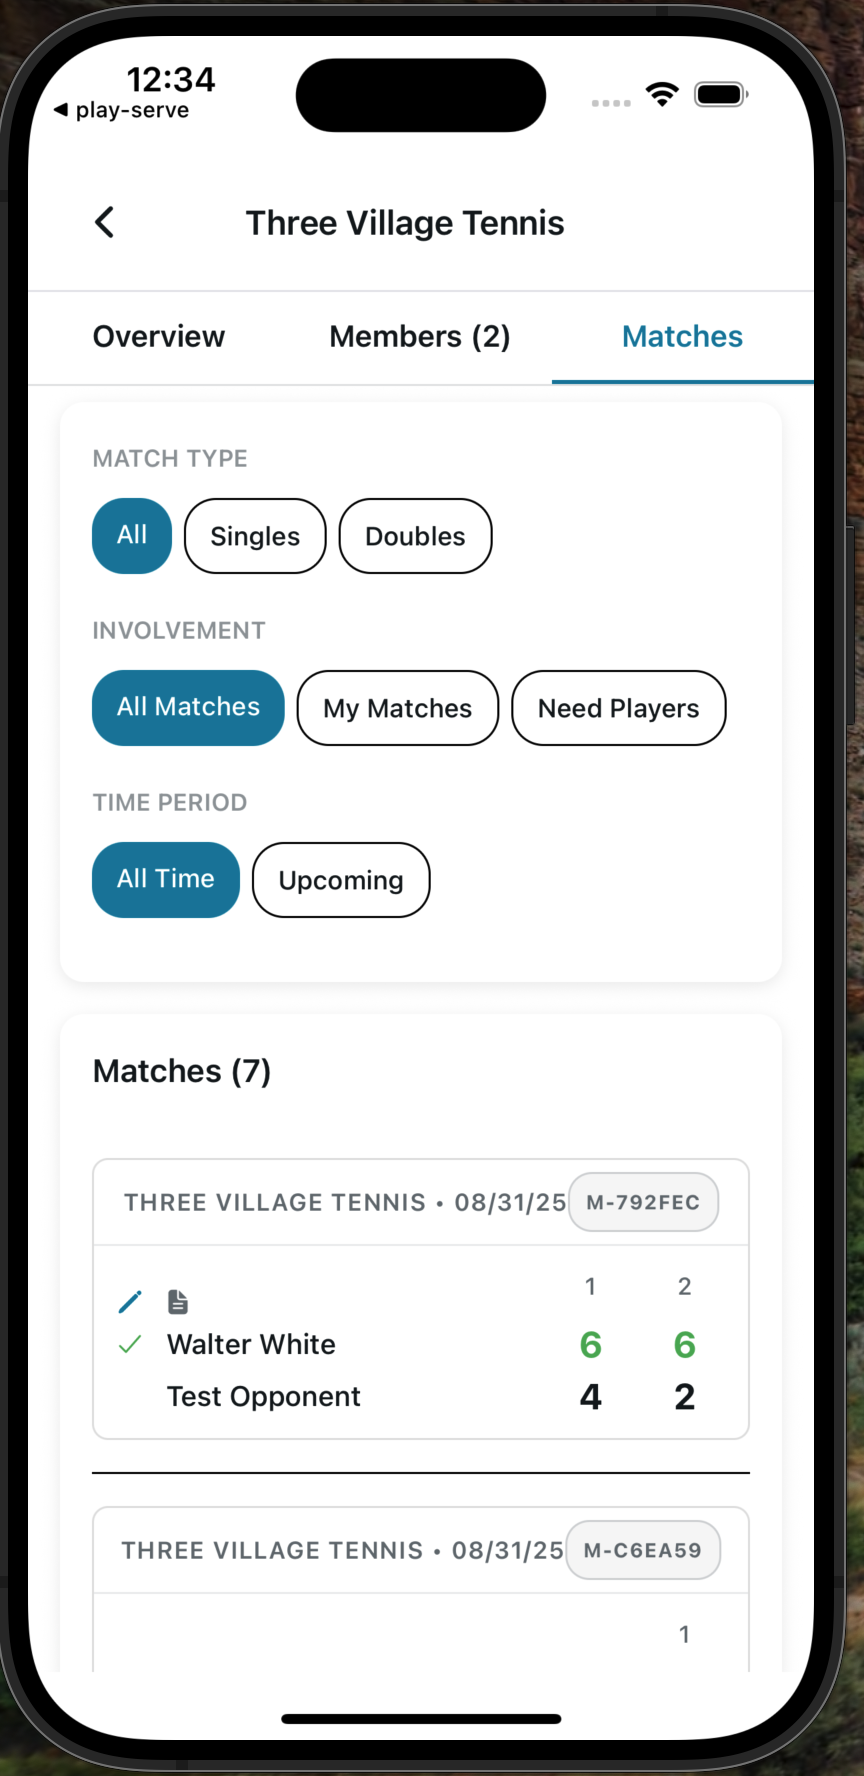 12:34
◀ play-serve
Three Village Tennis
Overview Members (2) Matches
MATCH TYPE
All Singles Doubles
INVOLVEMENT
All Matches My Matches Need Players
TIME PERIOD
All Time Upcoming
Matches (7)
THREE VILLAGE TENNIS • 08/31/25 M-792FEC
1 2
Walter White 6 6
Test Opponent 4 2
THREE VILLAGE TENNIS • 08/31/25 M-C6EA59
1